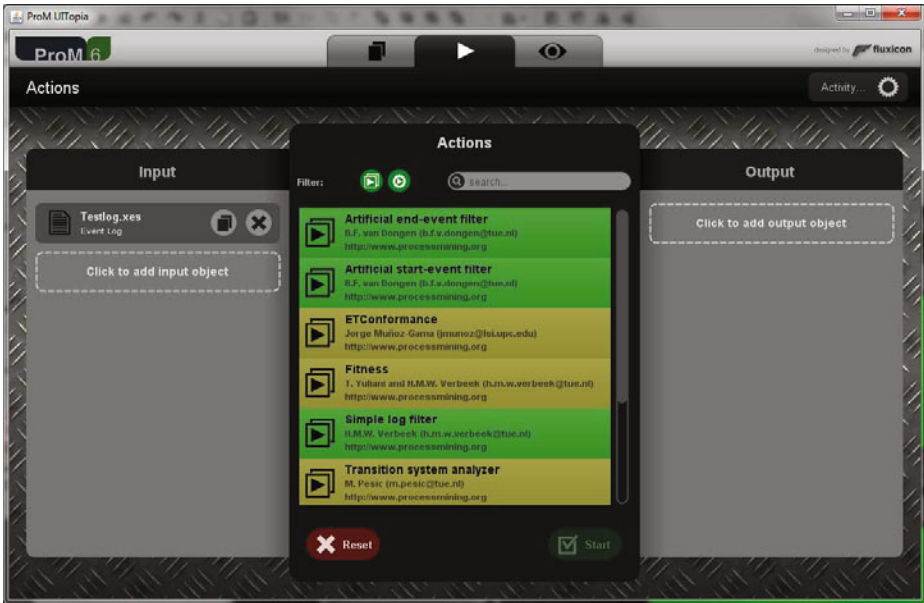 ProM UITopia
ProM 6
designed by fluxicon
Actions
Activity...
Input
Testlog.xes
Event Log
Click to add input object
Actions
Filter:
search...
Artificial end-event filter
B.F. van Dongen (b.f.v.dongen@tue.nl)
http://www.processmining.org
Artificial start-event filter
B.F. van Dongen (b.f.v.dongen@tue.nl)
http://www.processmining.org
ETConformance
Jorge Muñoz-Gama (jmunoz@lsi.upc.edu)
http://www.processmining.org
Fitness
T. Yuliani and H.M.W. Verbeek (h.m.w.verbeek@tue.nl)
http://www.processmining.org
Simple log filter
H.M.W. Verbeek (h.m.w.verbeek@tue.nl)
http://www.processmining.org
Transition system analyzer
M. Pesic (m.pesic@tue.nl)
http://www.processmining.org
Reset
Start
Output
Click to add output object